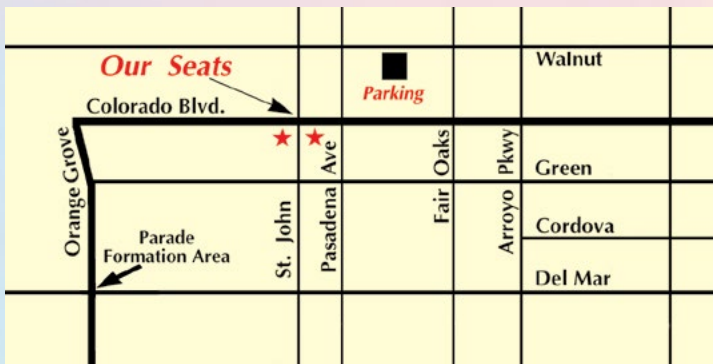 Walnut
Our Seats
Parking
Colorado Blvd.
Orange Grove
St. John
Pasadena Ave
Fair Oaks
Arroyo Pkwy
Green
Cordova
Parade
Formation Area
Del Mar